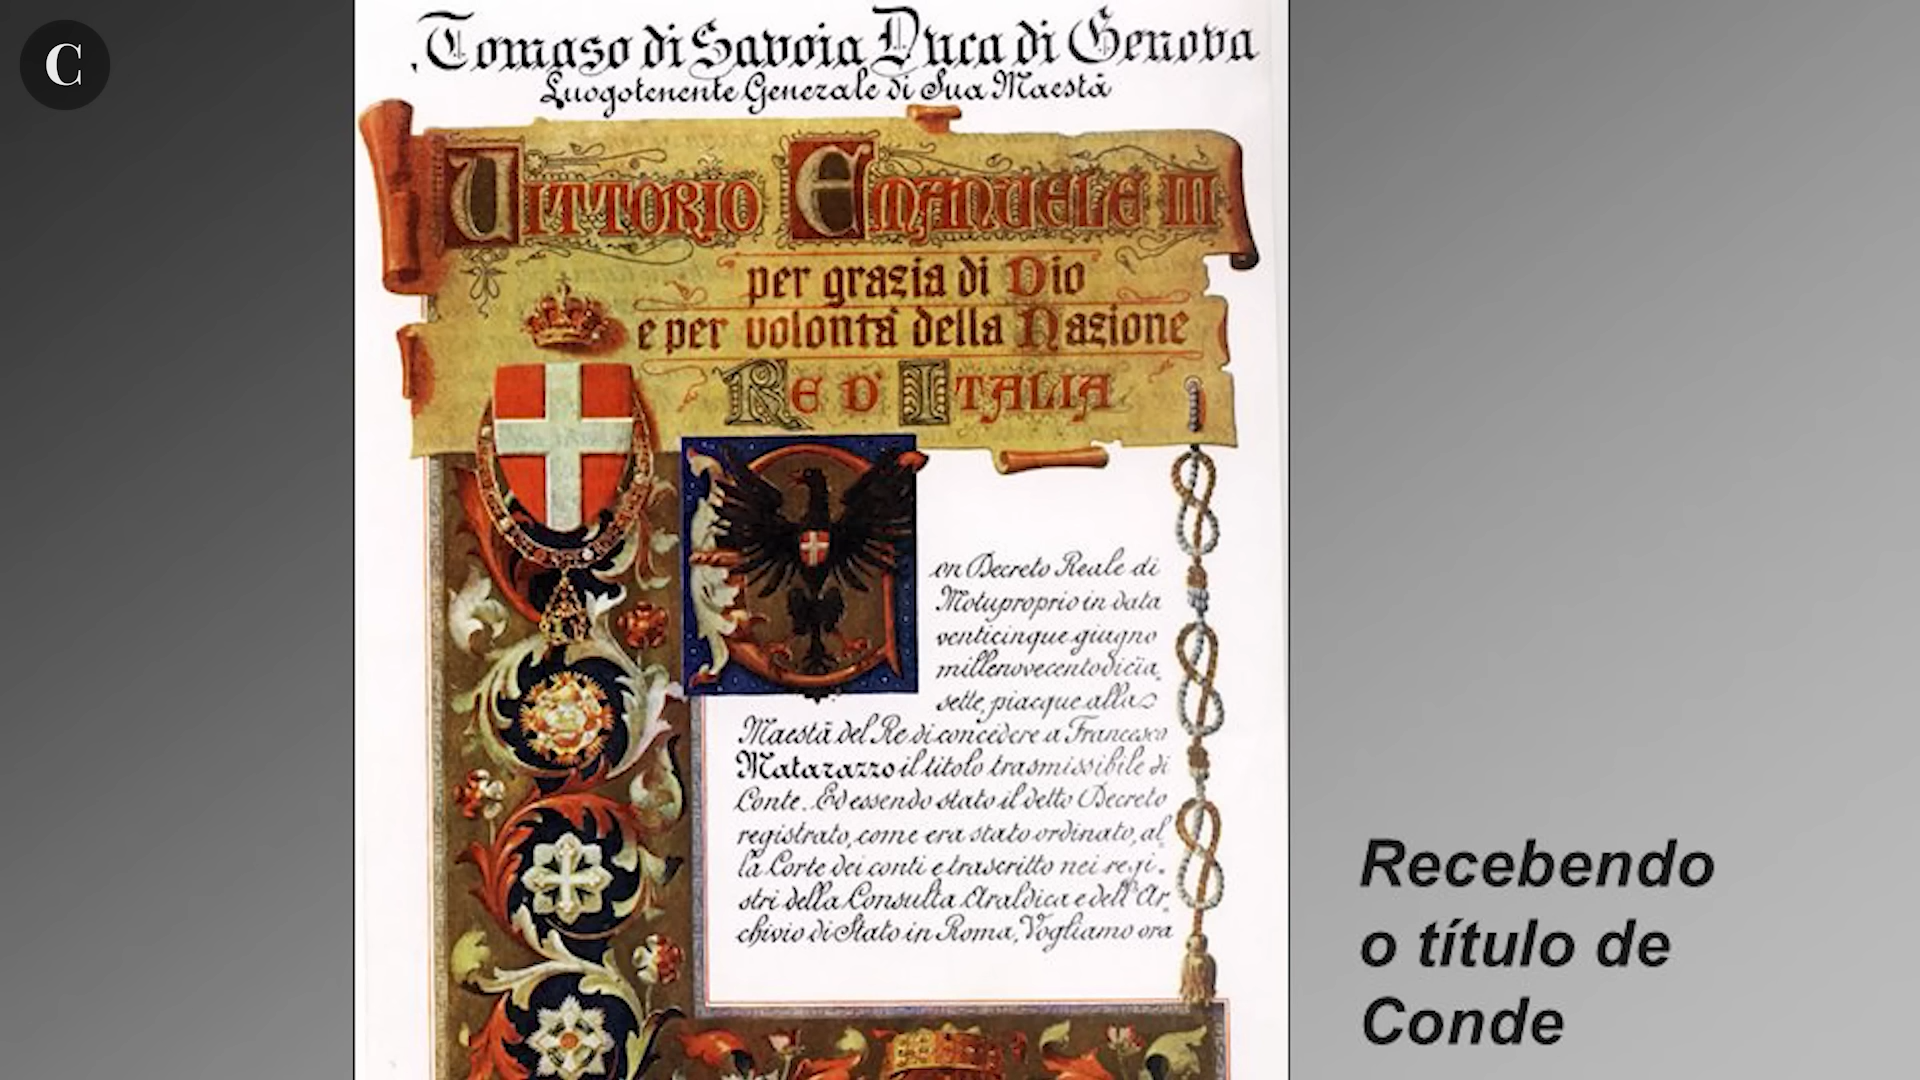 C
Tomaso di Savoia Duca di Genova
Luogotenente Generale di Sua Maestà
VITTORIO EMANUELE III
per grazia di Dio
e per volontà della Nazione
RE D'ITALIA
Con Decreto Reale di
Motuproprio in data
venticinque giugno
millenovecentodicia
sette, piacque alla
Maestà del Re di concedere a Francesco
Matarazzo il titolo trasmissibile di
Conte. Ed essendo stato il detto Decreto
registrato, come era stato ordinato, al
la Corte dei conti e trascritto nei regi-
stri della Consulta Araldica e dell'Ar
chivio di Stato in Roma, Vogliamo ora
Recebendo
o título de
Conde